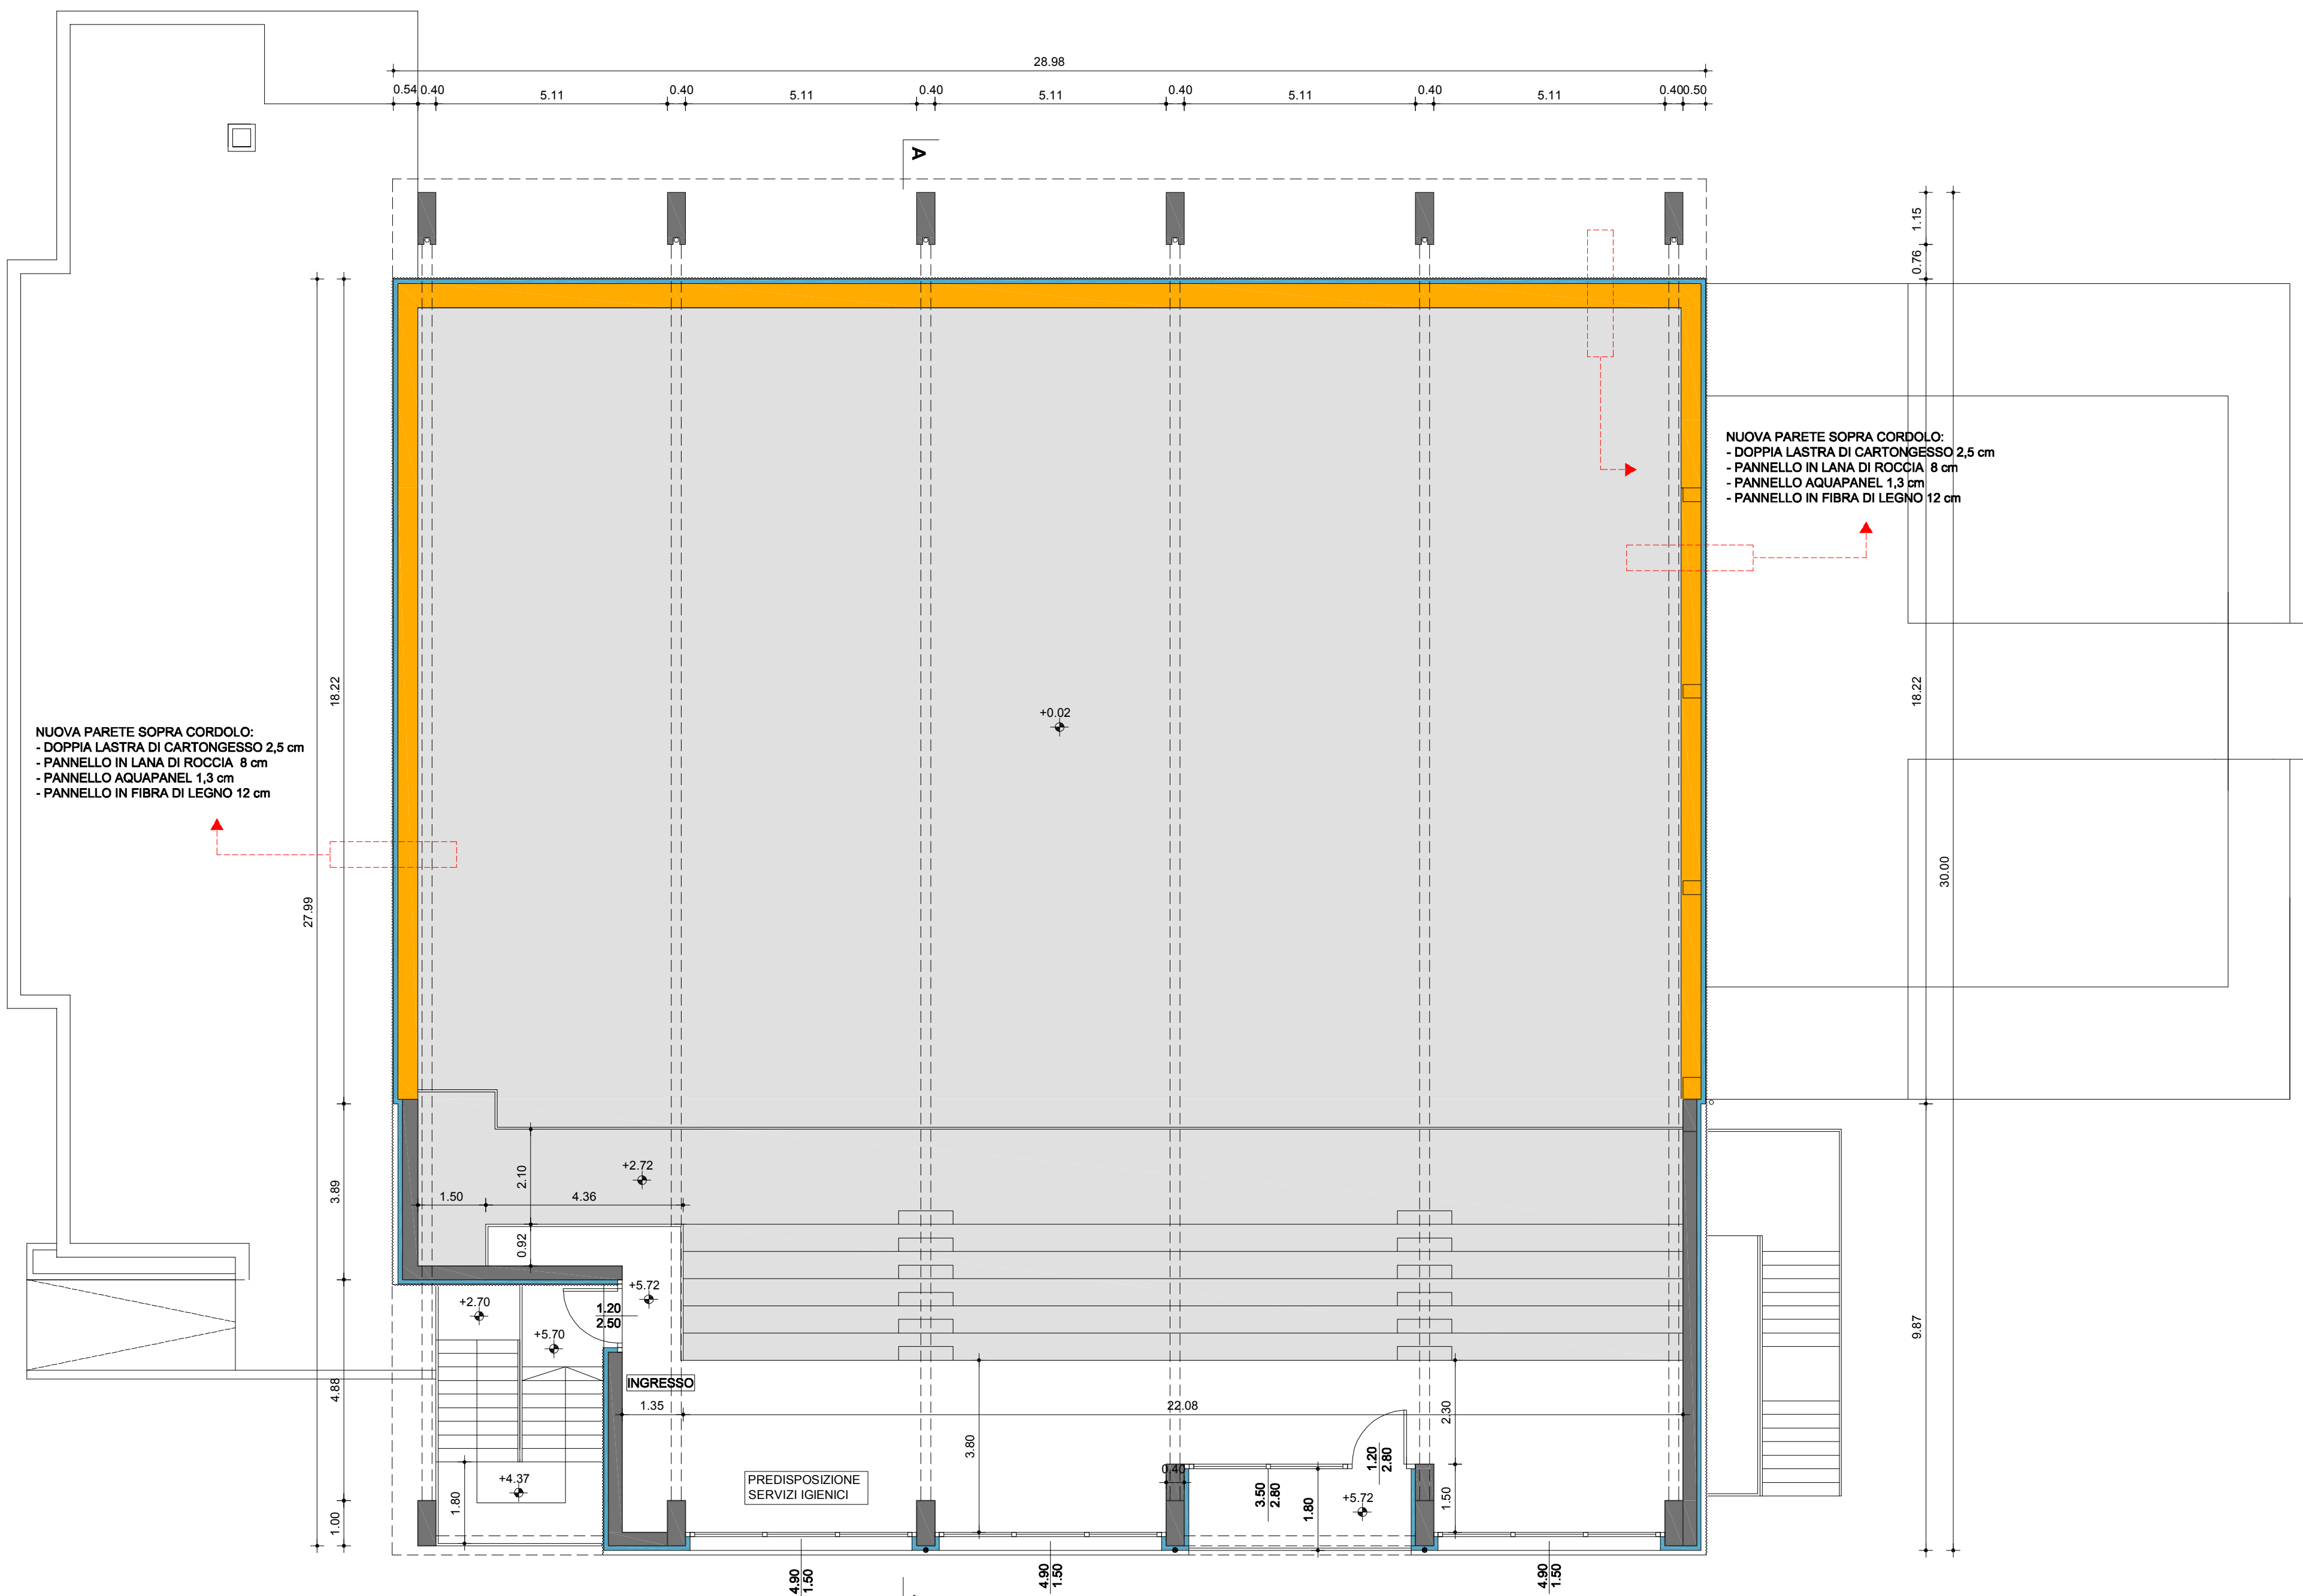 28.98
0.54 0.40 5.11 0.40 5.11 0.40 5.11 0.40 5.11 0.40 5.11 0.40 0.50
A
1.15
0.76
NUOVA PARETE SOPRA CORDOLO:
- DOPPIA LASTRA DI CARTONGESSO 2,5 cm
- PANNELLO IN LANA DI ROCCIA 8 cm
- PANNELLO AQUAPANEL 1,3 cm
- PANNELLO IN FIBRA DI LEGNO 12 cm
18.22
18.22
+0.02
NUOVA PARETE SOPRA CORDOLO:
- DOPPIA LASTRA DI CARTONGESSO 2,5 cm
- PANNELLO IN LANA DI ROCCIA 8 cm
- PANNELLO AQUAPANEL 1,3 cm
- PANNELLO IN FIBRA DI LEGNO 12 cm
30.00
27.99
+2.72
2.10
3.89
1.50 4.36
0.92
+5.72
+2.70
1.20
2.50
+5.70
9.87
4.88
INGRESSO
1.35 22.08
2.30
3.80
1.20
2.80
0.40
+4.37
PREDISPOSIZIONE
SERVIZI IGIENICI
3.50
2.80
+5.72
1.50
1.80
1.80
1.00
4.90
1.50
4.90
1.50
4.90
1.50